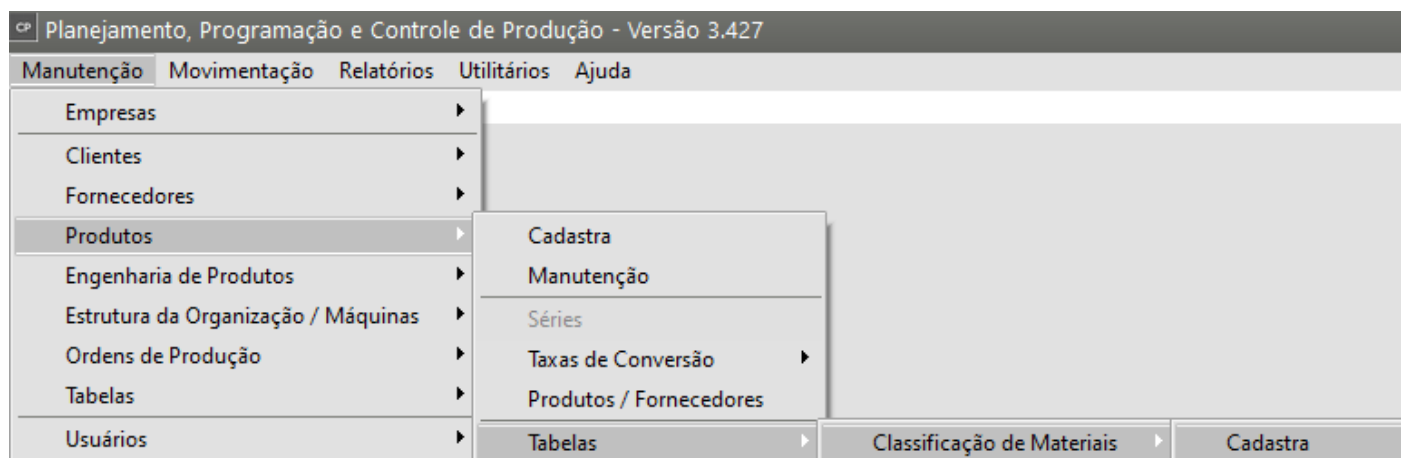 CP Planejamento, Programação e Controle de Produção - Versão 3.427
Manutenção Movimentação Relatórios Utilitários Ajuda
Empresas
Clientes
Fornecedores
Produtos
Engenharia de Produtos
Estrutura da Organização / Máquinas
Ordens de Produção
Tabelas
Usuários
Cadastra
Manutenção
Séries
Taxas de Conversão
Produtos / Fornecedores
Tabelas
Classificação de Materiais
Cadastra